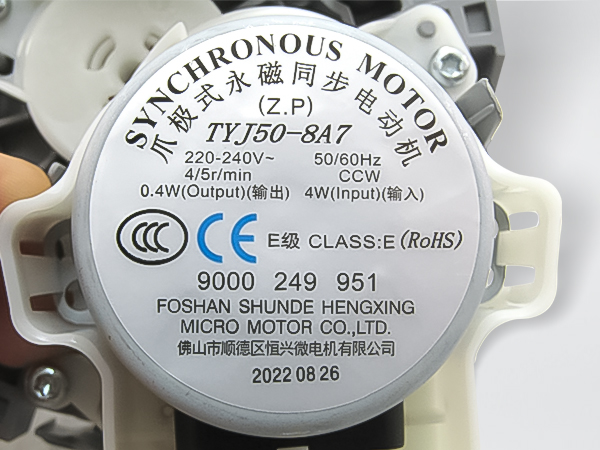 SYNCHRONOUS MOTOR
爪极式永磁同步电动机
(Z.P)
TYJ50-8A7
220-240V~ 50/60Hz
4/5r/min CCW
0.4W(Output)(输出) 4W(Input)(输入)
CCC CE E级 CLASS:E (RoHS)
9000 249 951
FOSHAN SHUNDE HENGXING
MICRO MOTOR CO.,LTD.
佛山市顺德区恒兴微电机有限公司
2022 08 26